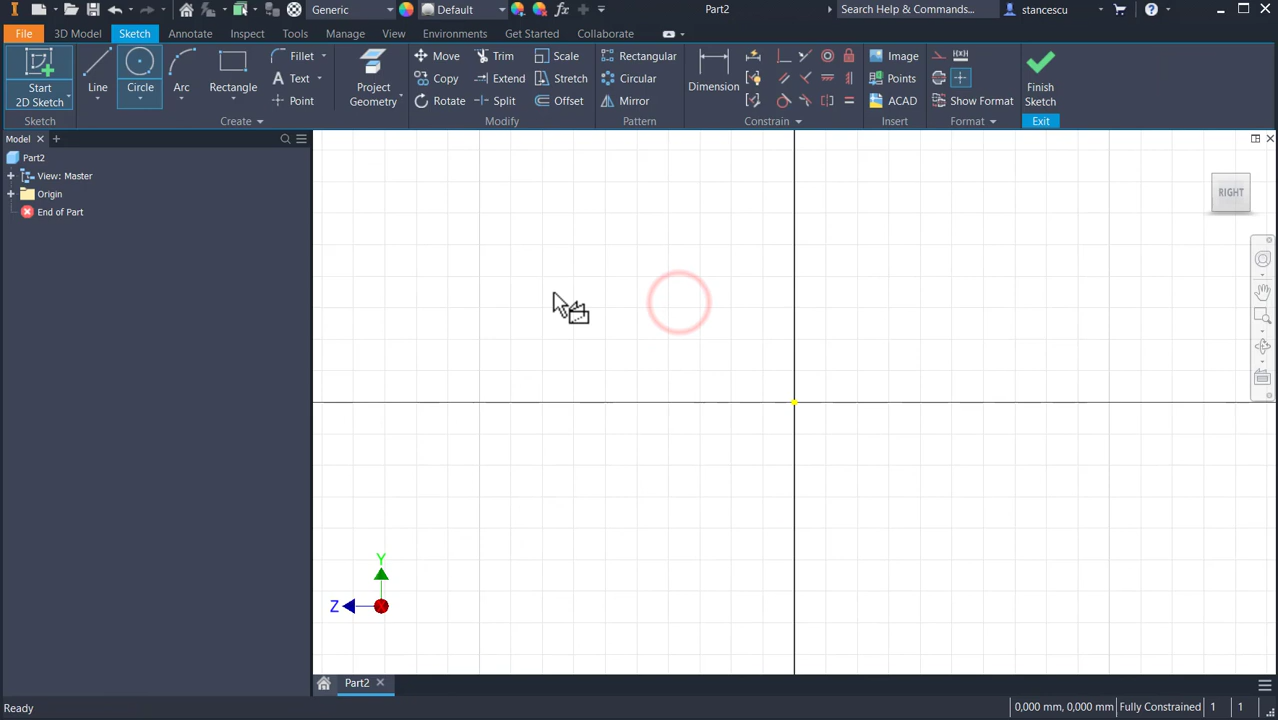 Generic
Default
Part2
Search Help & Commands...
stancescu
File
3D Model
Sketch
Annotate
Inspect
Tools
Manage
View
Environments
Get Started
Collaborate
Start
2D Sketch
Line
Circle
Arc
Rectangle
Fillet
Text
Point
Project
Geometry
Move
Copy
Rotate
Trim
Extend
Split
Scale
Stretch
Offset
Rectangular
Circular
Mirror
Dimension
Image
Points
ACAD
Show Format
Finish
Sketch
Sketch
Create
Modify
Pattern
Constrain
Insert
Format
Exit
Model
Part2
View: Master
Origin
End of Part
RIGHT
Y
Z
Part2
Ready
0,000 mm, 0,000 mm
Fully Constrained
1
1